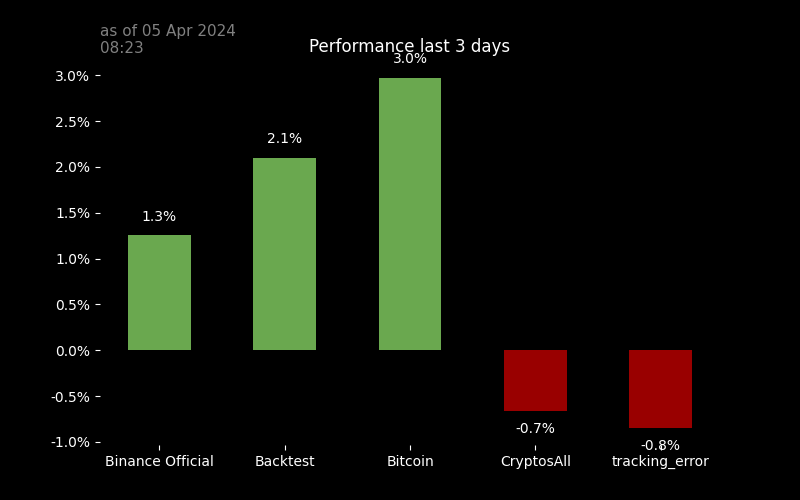 as of 05 Apr 2024
08:23
Performance last 3 days
3.0%
3.0%
2.5%
2.1%
2.0%
1.5%
1.3%
1.0%
0.5%
0.0%
-0.5%
-0.7%
-1.0%
-0.8%
Binance Official
Backtest
Bitcoin
CryptosAll
tracking_error